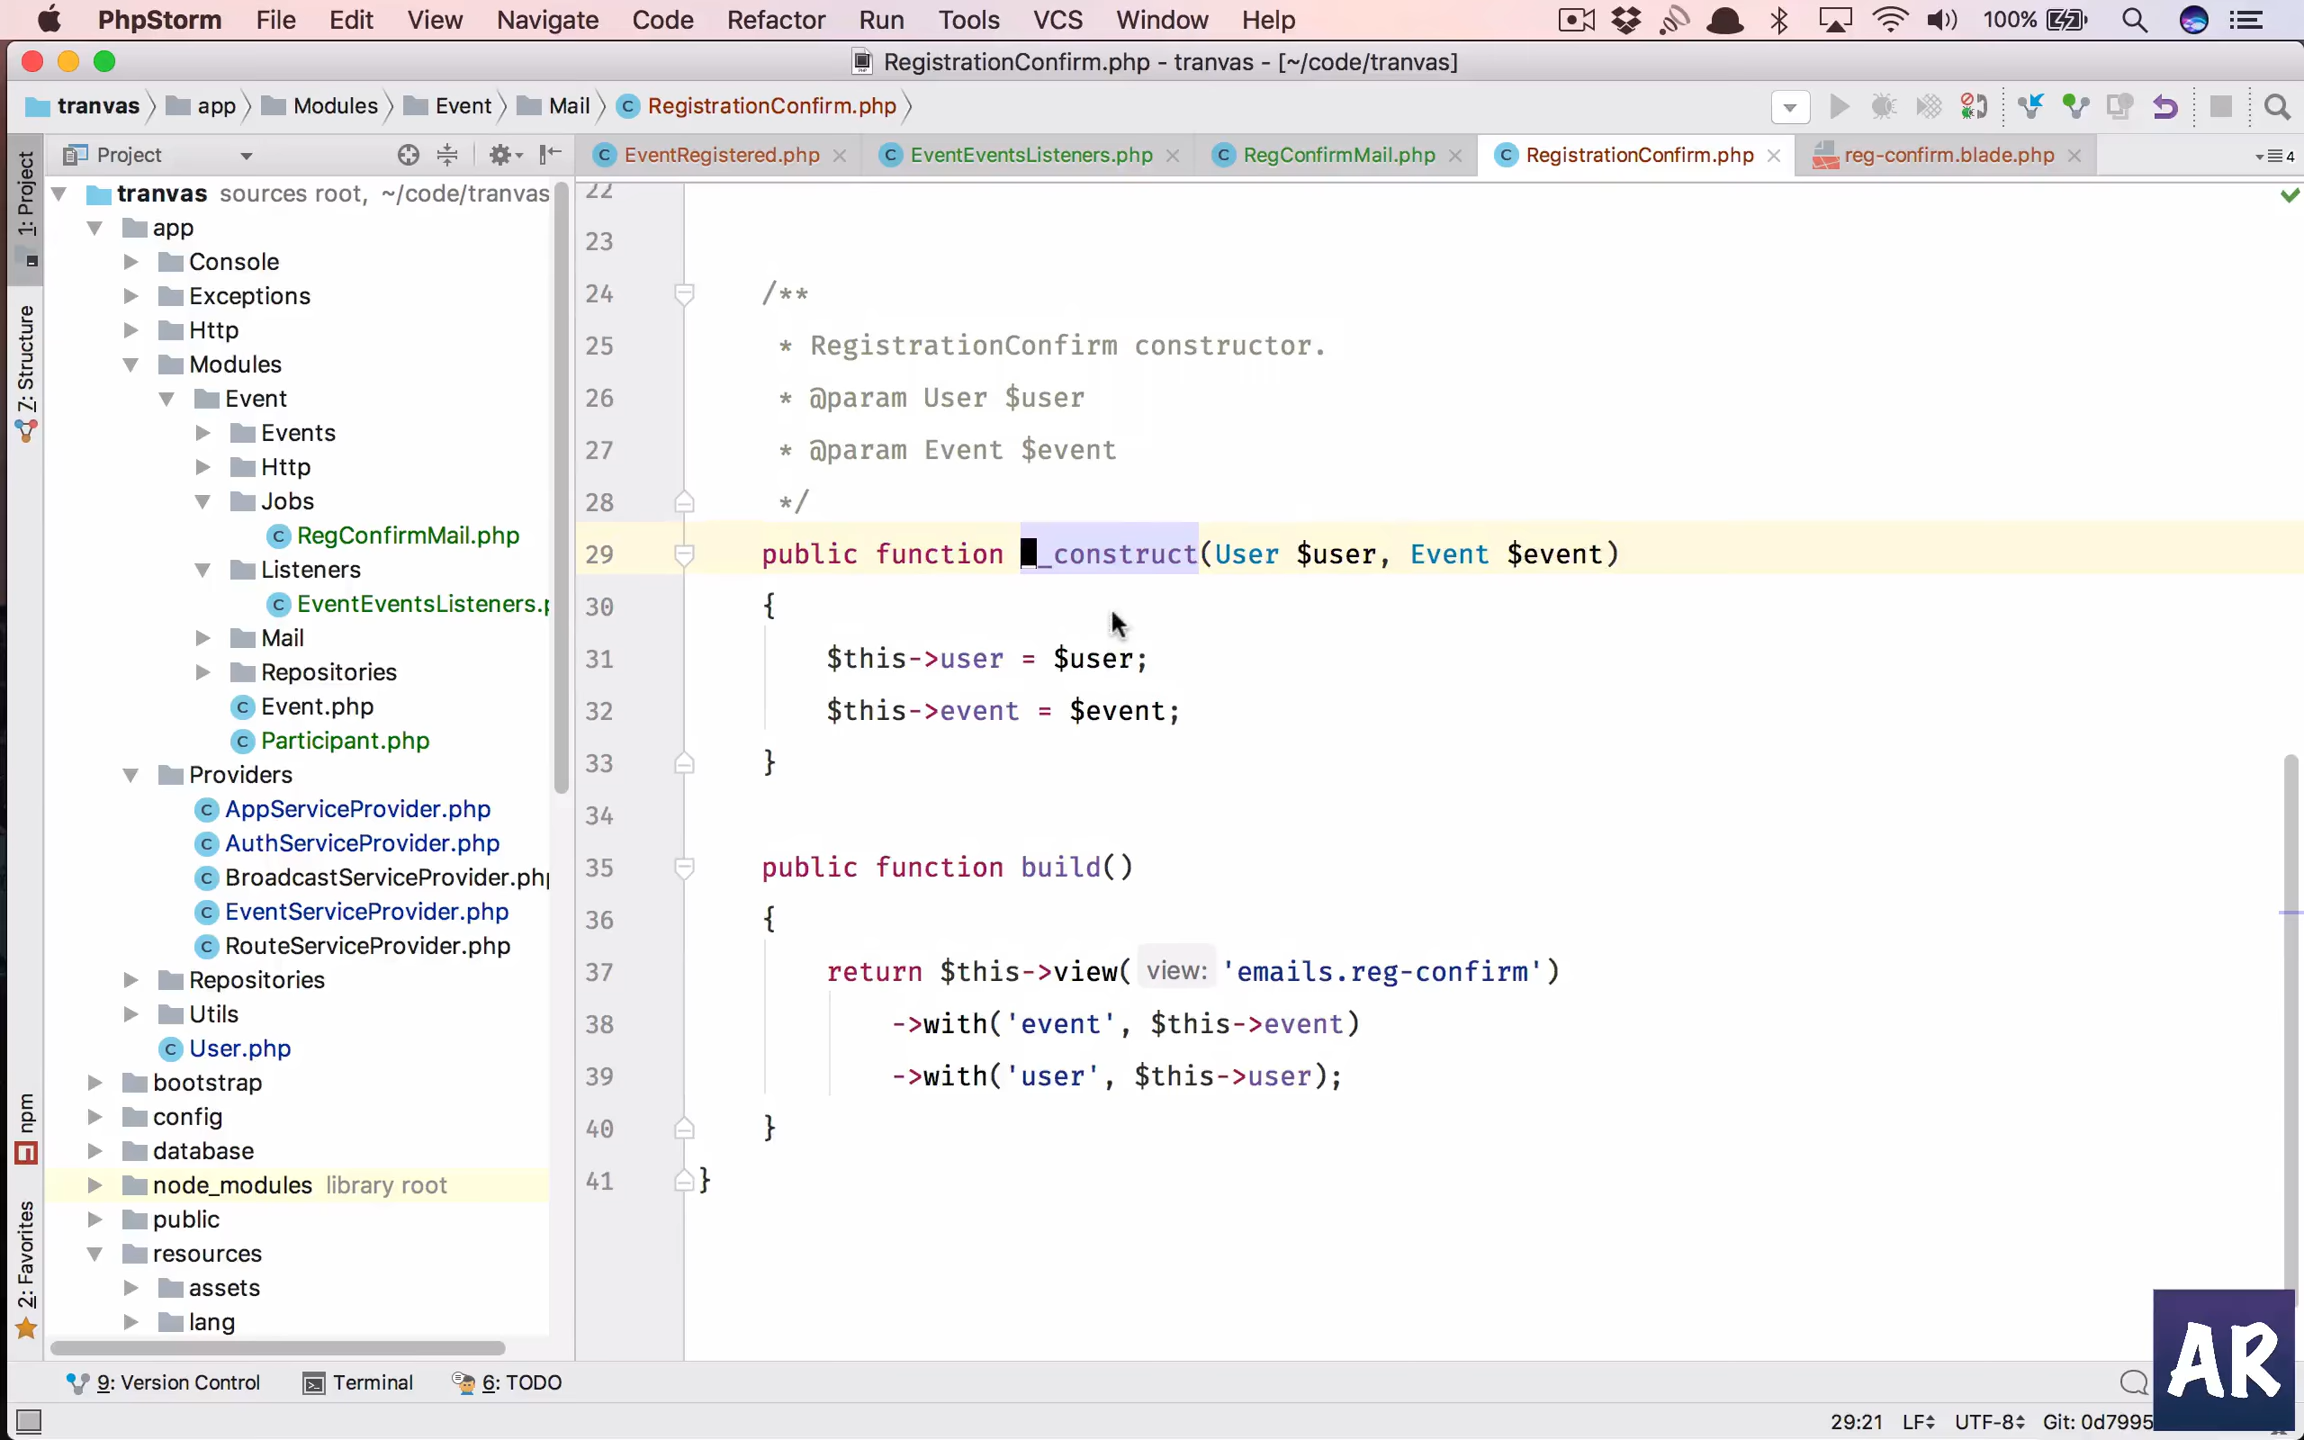 PhpStorm File Edit View Navigate Code Refactor Run Tools VCS Window Help 100%
RegistrationConfirm.php - tranvas - [~/code/tranvas]
tranvas app Modules Event Mail RegistrationConfirm.php
1: Project
Z: Structure
npm
2: Favorites
Project
tranvas sources root, ~/code/tranvas
app
Console
Exceptions
Http
Modules
Event
Events
Http
Jobs
RegConfirmMail.php
Listeners
EventEventsListeners.p
Mail
Repositories
Event.php
Participant.php
Providers
AppServiceProvider.php
AuthServiceProvider.php
BroadcastServiceProvider.php
EventServiceProvider.php
RouteServiceProvider.php
Repositories
Utils
User.php
bootstrap
config
database
node_modules library root
public
resources
assets
lang
EventRegistered.php EventEventsListeners.php RegConfirmMail.php RegistrationConfirm.php reg-confirm.blade.php 4
22
23
24 /**
25 * RegistrationConfirm constructor.
26 * @param User $user
27 * @param Event $event
28 */
29 public function __construct(User $user, Event $event)
30 {
31 $this->user = $user;
32 $this->event = $event;
33 }
34
35 public function build()
36 {
37 return $this->view( view: 'emails.reg-confirm')
38 ->with('event', $this->event)
39 ->with('user', $this->user);
40 }
41 }
9: Version Control Terminal 6: TODO
29:21 LF UTF-8 Git: 0d7995
AR